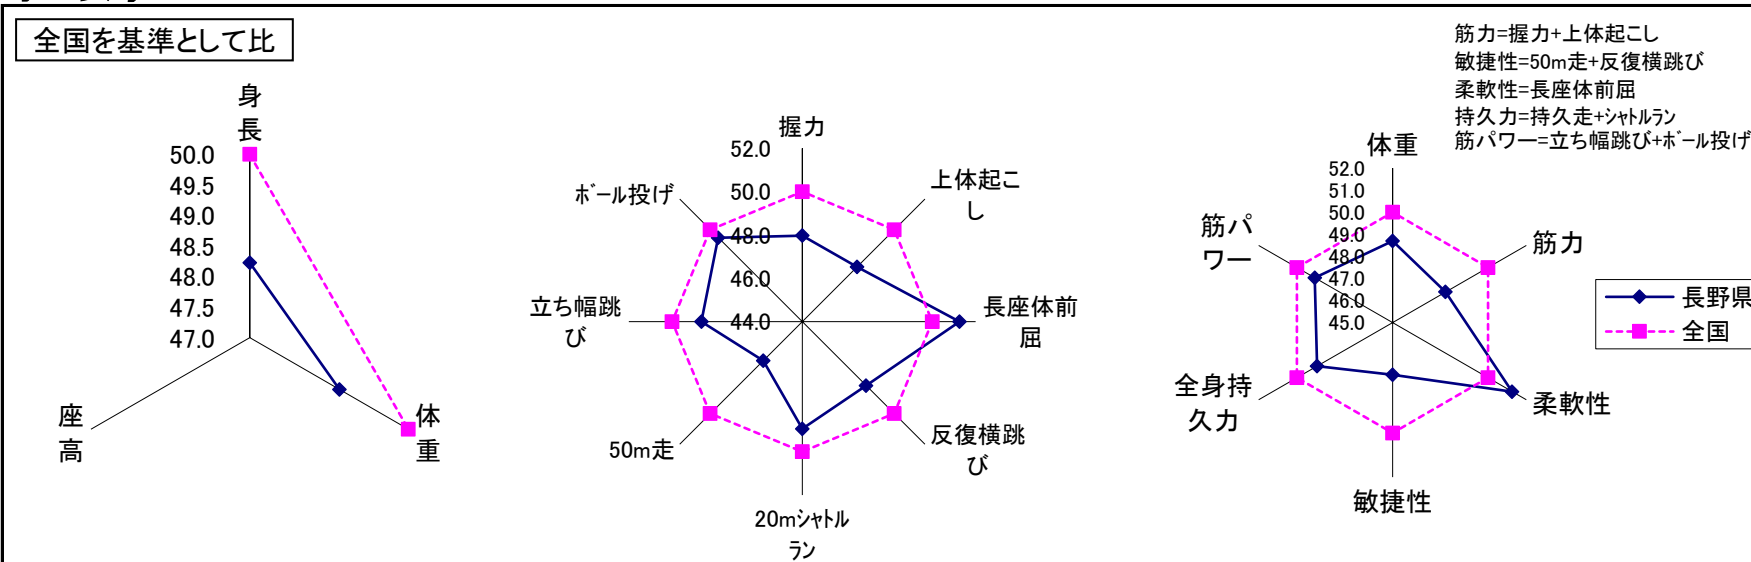 全国を基準として比
身
長
50.0
49.5
49.0
48.5
48.0
47.5
47.0
座
高
体
重
握力
52.0
50.0
48.0
46.0
44.0
上体起こ
し
長座体前
屈
反復横跳
び
20mｼｬﾄﾙ
ﾗﾝ
50m走
立ち幅跳
び
ﾎﾞｰﾙ投げ
筋力=握力+上体起こし
敏捷性=50m走+反復横跳び
柔軟性=長座体前屈
持久力=持久走+ｼｬﾄﾙﾗﾝ
筋パワー=立ち幅跳び+ﾎﾞｰﾙ投げ
体重
52.0
51.0
50.0
49.0
48.0
47.0
46.0
45.0
筋力
柔軟性
敏捷性
全身持
久力
筋パ
ワー
長野県
全国